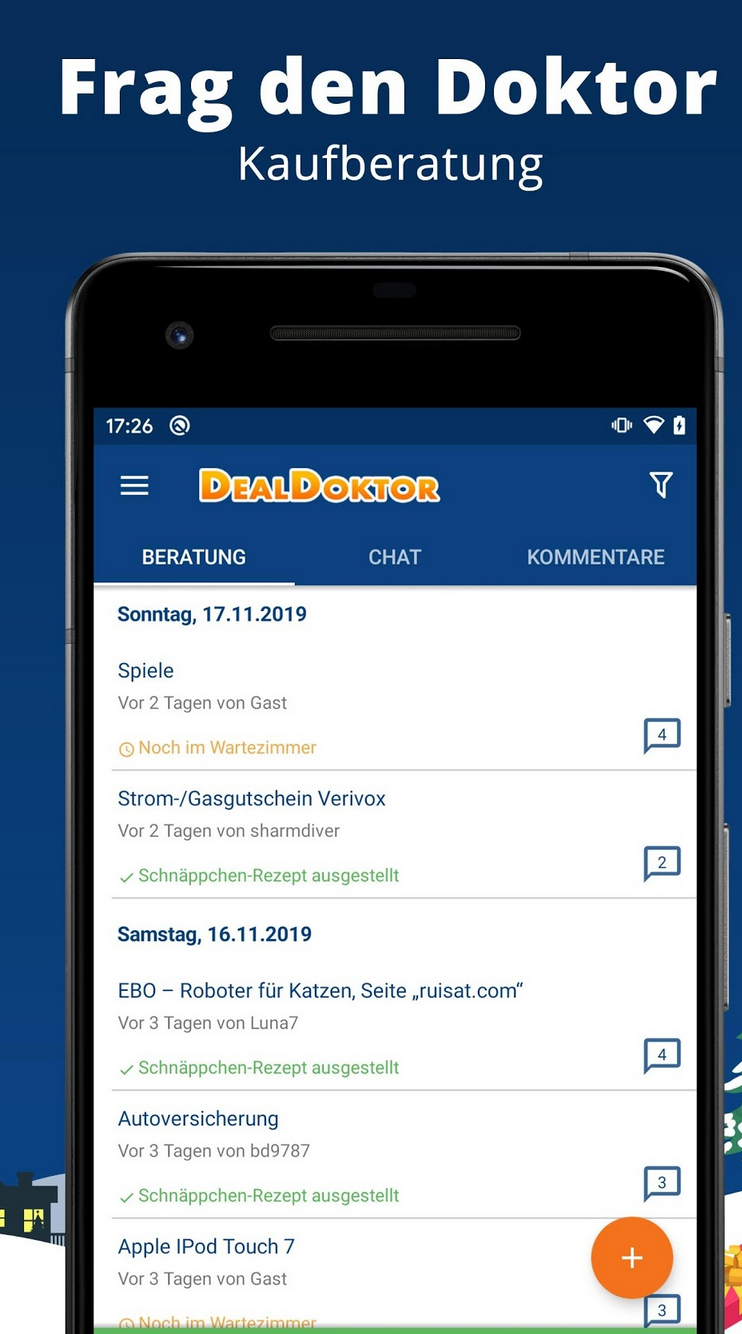 Frag den Doktor
Kaufberatung
17:26
DEALDOKTOR
BERATUNG CHAT KOMMENTARE
Sonntag, 17.11.2019
Spiele
Vor 2 Tagen von Gast
Noch im Wartezimmer 4
Strom-/Gasgutschein Verivox
Vor 2 Tagen von sharmdiver
Schnäppchen-Rezept ausgestellt 2
Samstag, 16.11.2019
EBO – Roboter für Katzen, Seite „ruisat.com“
Vor 3 Tagen von Luna7
Schnäppchen-Rezept ausgestellt 4
Autoversicherung
Vor 3 Tagen von bd9787
Schnäppchen-Rezept ausgestellt 3
Apple IPod Touch 7
Vor 3 Tagen von Gast
Noch im Wartezimmer 3